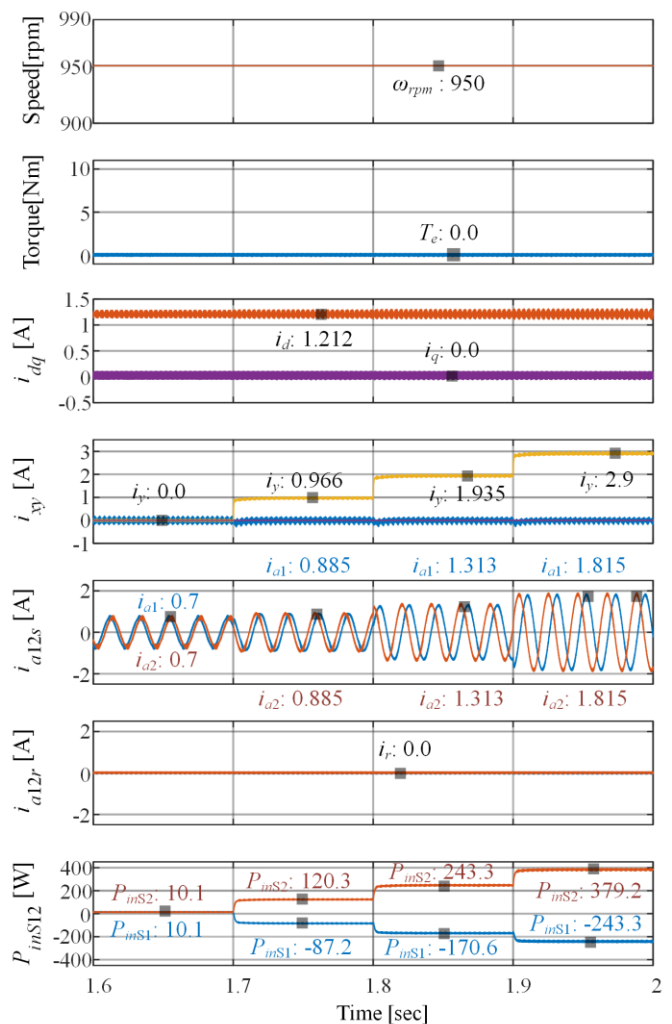 990
950
900
Speed[rpm]
ω_rpm : 950
10
5
0
Torque[Nm]
T_e: 0.0
1.5
1
0.5
0
-0.5
i_dq [A]
i_d: 1.212
i_q: 0.0
3
2
1
0
-1
i_xy [A]
i_y: 0.0
i_y: 0.966
i_y: 1.935
i_y: 2.9
i_a1: 0.885
i_a1: 1.313
i_a1: 1.815
2
0
-2
i_a12s [A]
i_a1: 0.7
i_a2: 0.7
i_a2: 0.885
i_a2: 1.313
i_a2: 1.815
2
0
-2
i_a12r [A]
i_r: 0.0
400
200
0
-200
-400
P_inS12 [W]
P_inS2: 10.1
P_inS2: 120.3
P_inS2: 243.3
P_inS2: 379.2
P_inS1: 10.1
P_inS1: -87.2
P_inS1: -170.6
P_inS1: -243.3
1.6 1.7 1.8 1.9 2
Time [sec]